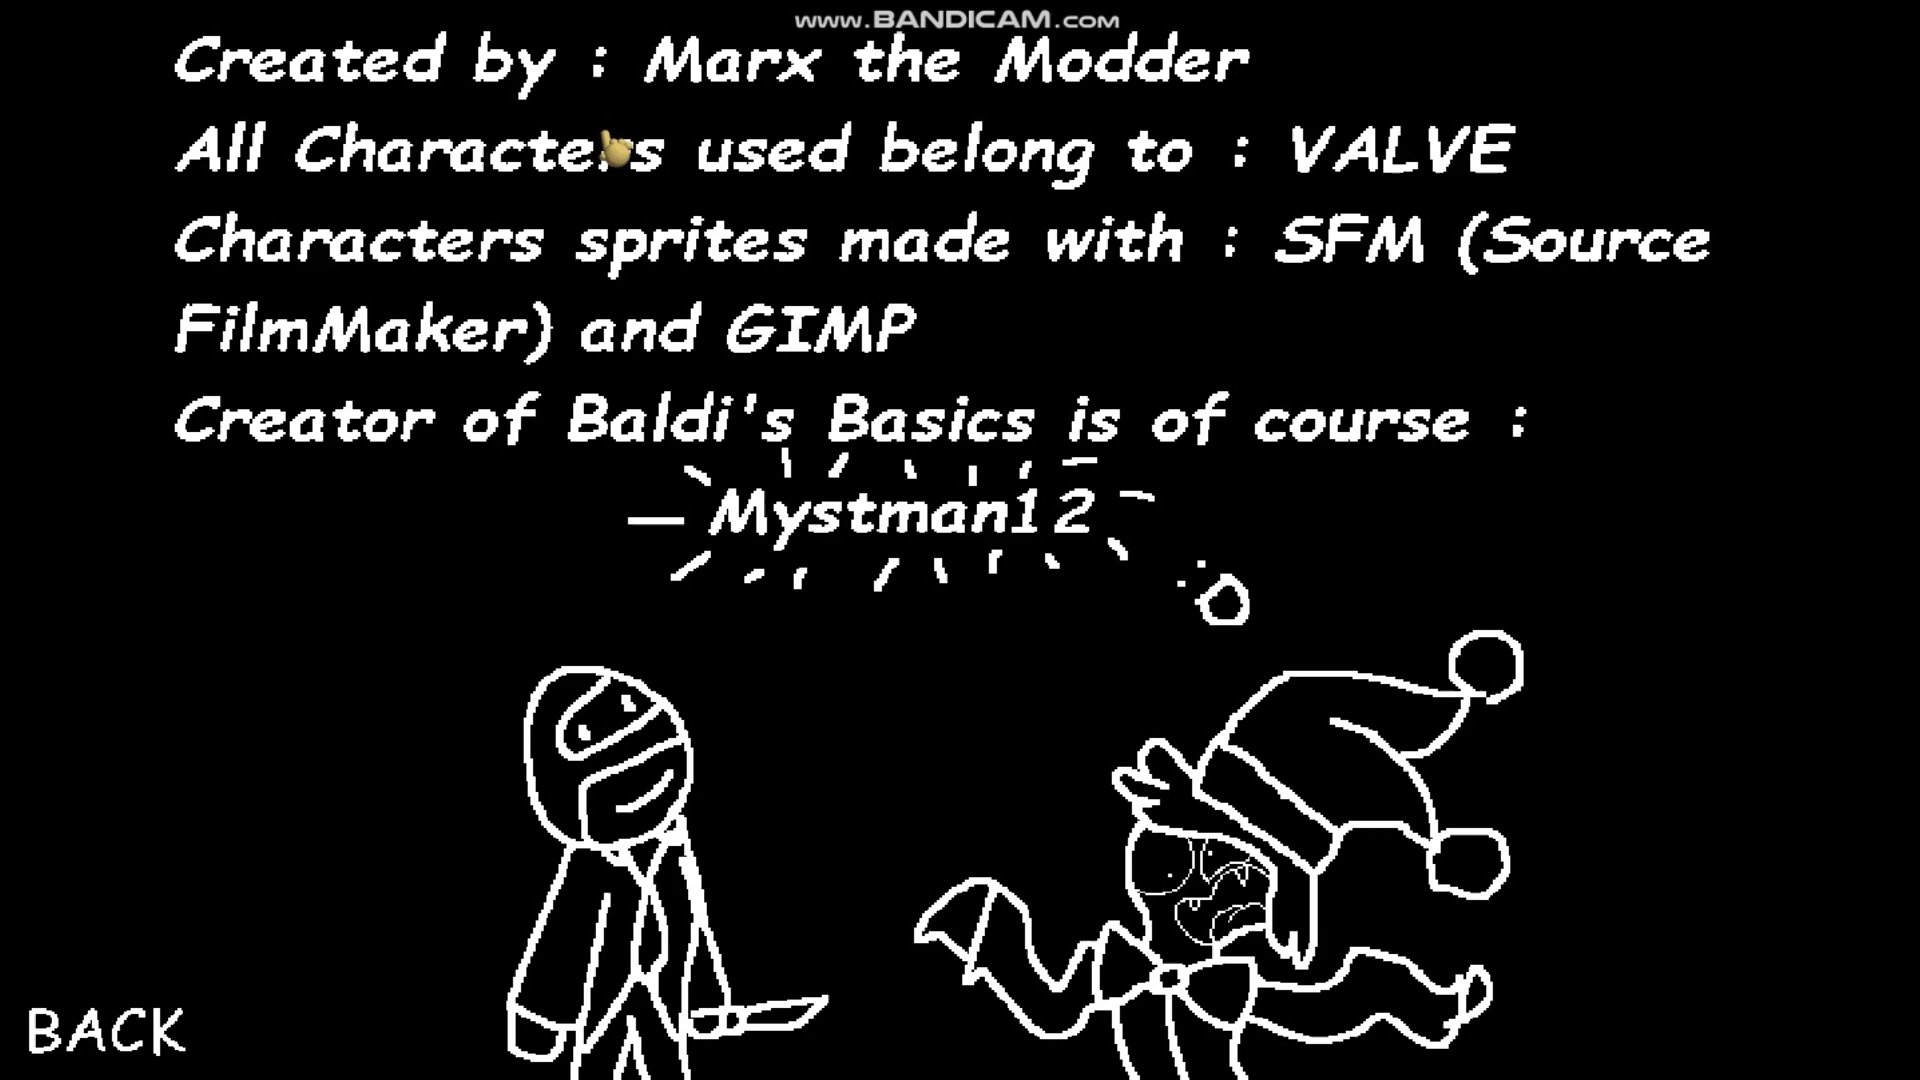 www.BANDICAM.com
Created by : Marx the Modder
All Characters used belong to : VALVE
Characters sprites made with : SFM (Source
FilmMaker) and GIMP
Creator of Baldi's Basics is of course :
Mystman12
BACK